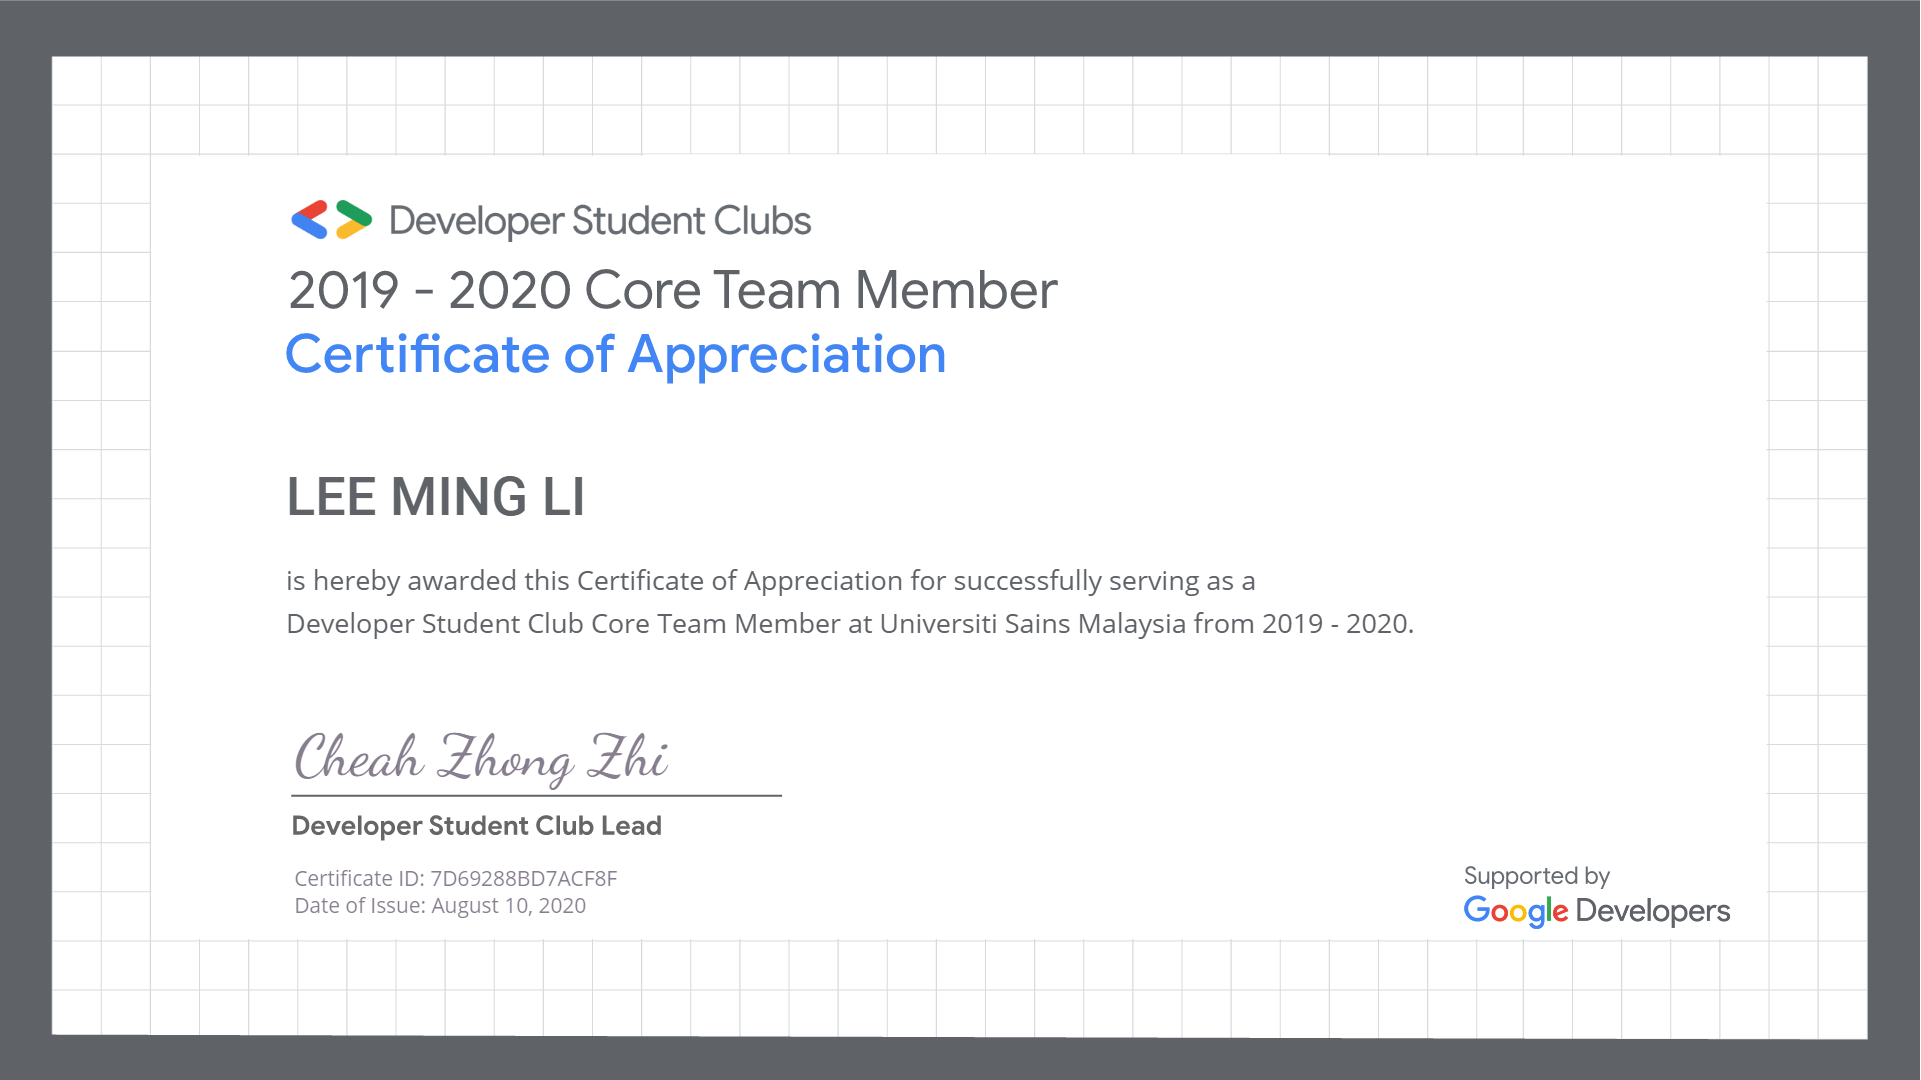 Developer Student Clubs
2019 - 2020 Core Team Member
Certificate of Appreciation
LEE MING LI
is hereby awarded this Certificate of Appreciation for successfully serving as a
Developer Student Club Core Team Member at Universiti Sains Malaysia from 2019 - 2020.
Cheah Zhong Zhi
Developer Student Club Lead
Certificate ID: 7D69288BD7ACF8F
Date of Issue: August 10, 2020
Supported by
Google Developers